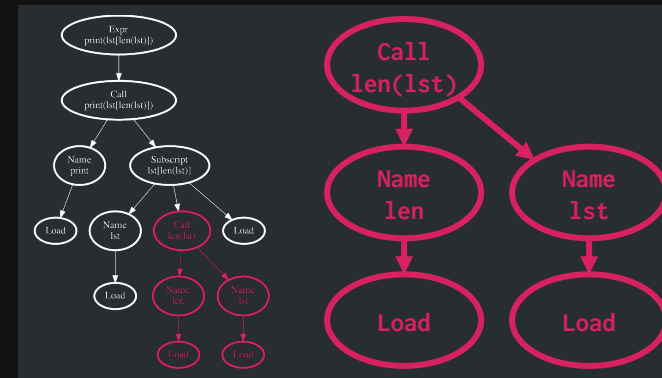 Expr
print(lst[len(lst)])
Call
print(lst[len(lst)])
Name
print
Subscript
lst[len(lst)]
Load
Name
lst
Call
len(lst)
Load
Load
Name
len
Name
lst
Load
Load
Call
len(lst)
Name
len
Name
lst
Load
Load